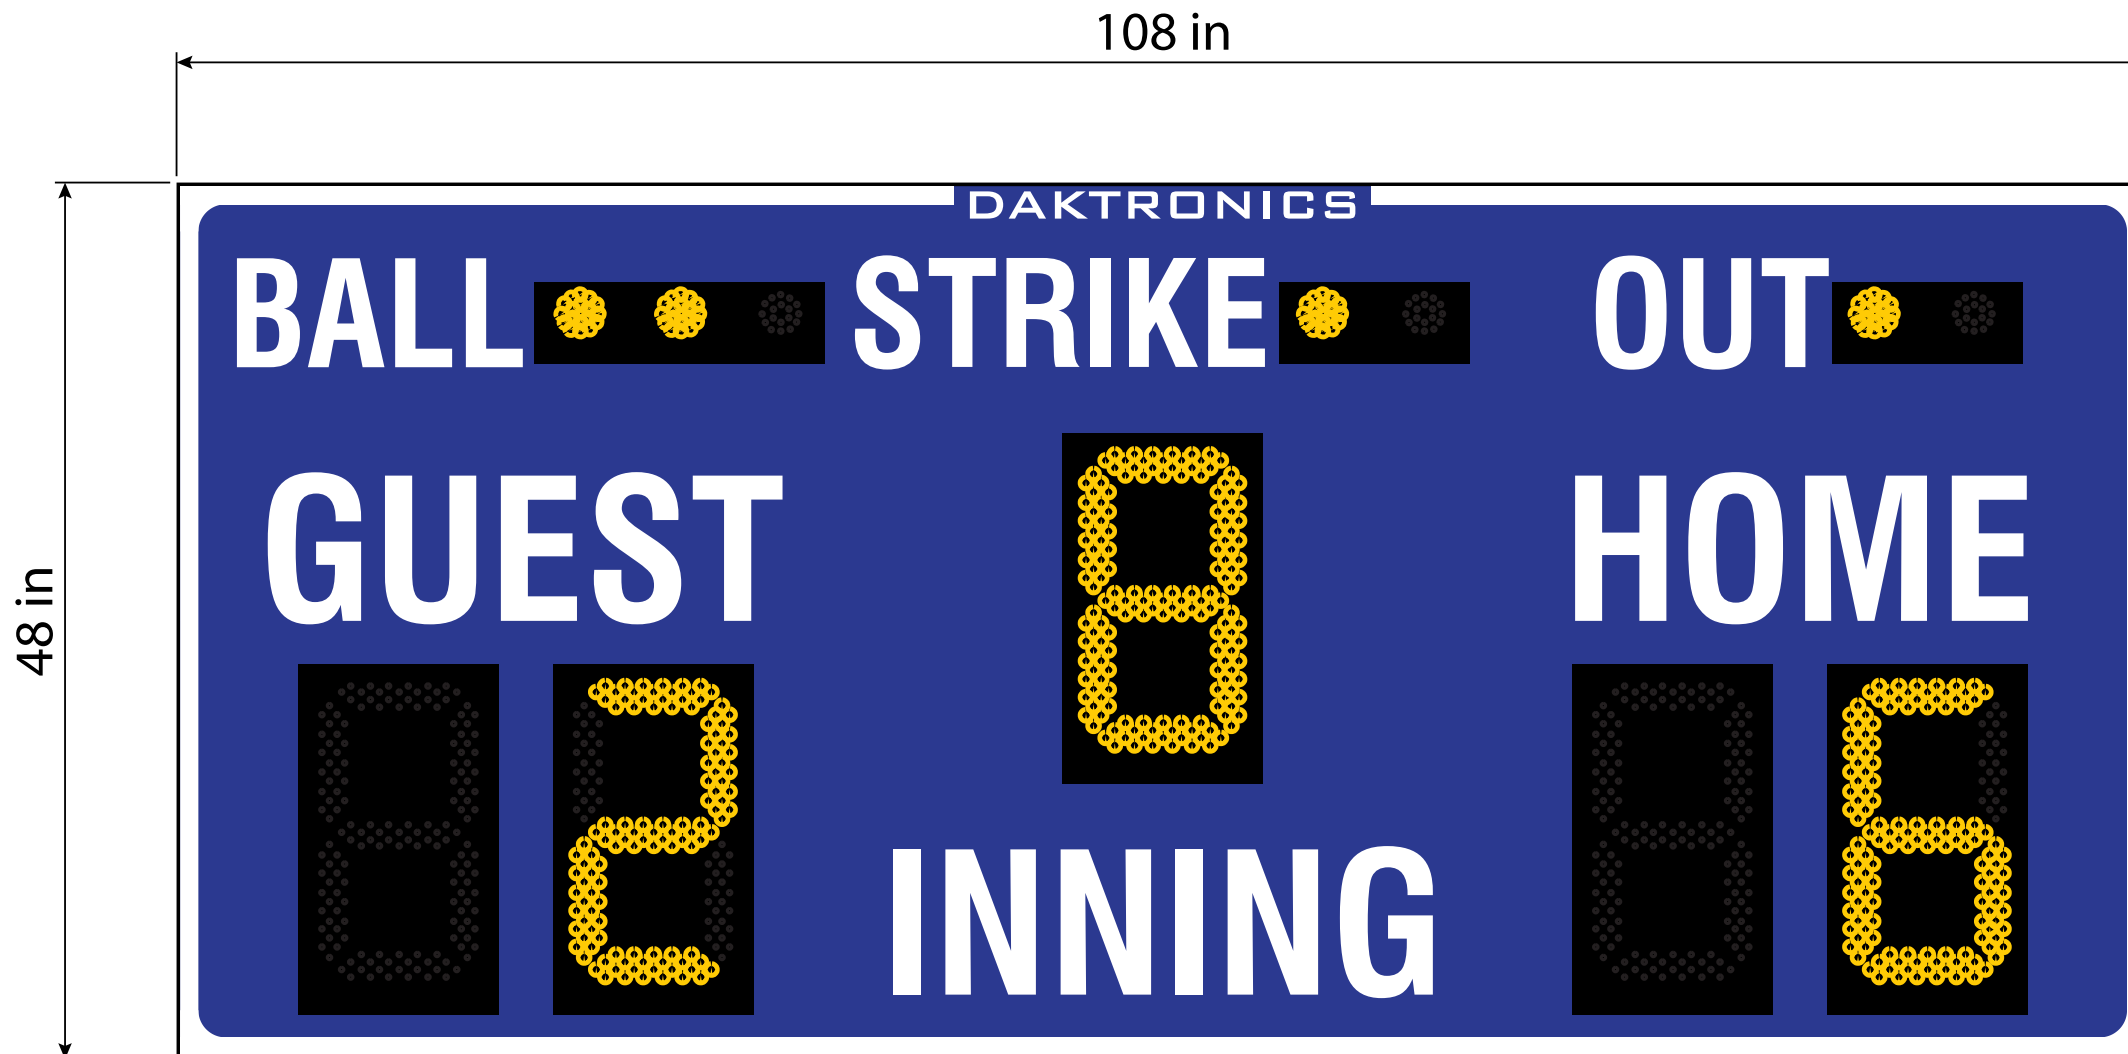 108 in
DAKTRONICS
BALL STRIKE OUT
GUEST 8 HOME
48 in
2 6
INNING